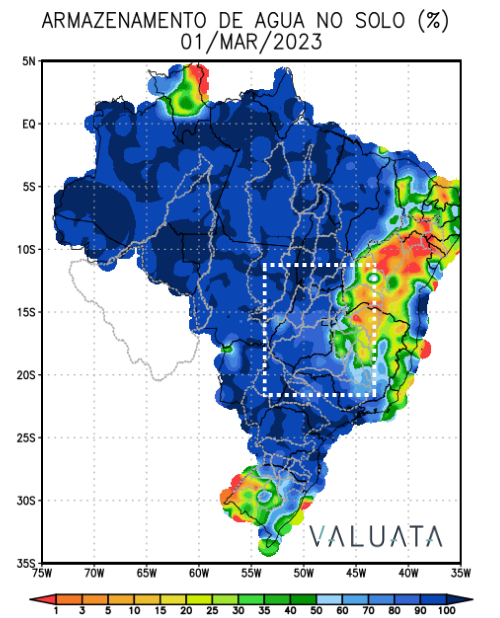 ARMAZENAMENTO DE AGUA NO SOLO (%)
01/MAR/2023
5N
EQ
5S
10S
15S
20S
25S
30S
35S
VALUATA
75W 70W 65W 60W 55W 50W 45W 40W 35W
1 3 5 10 15 20 25 30 40 50 60 70 80 90 100